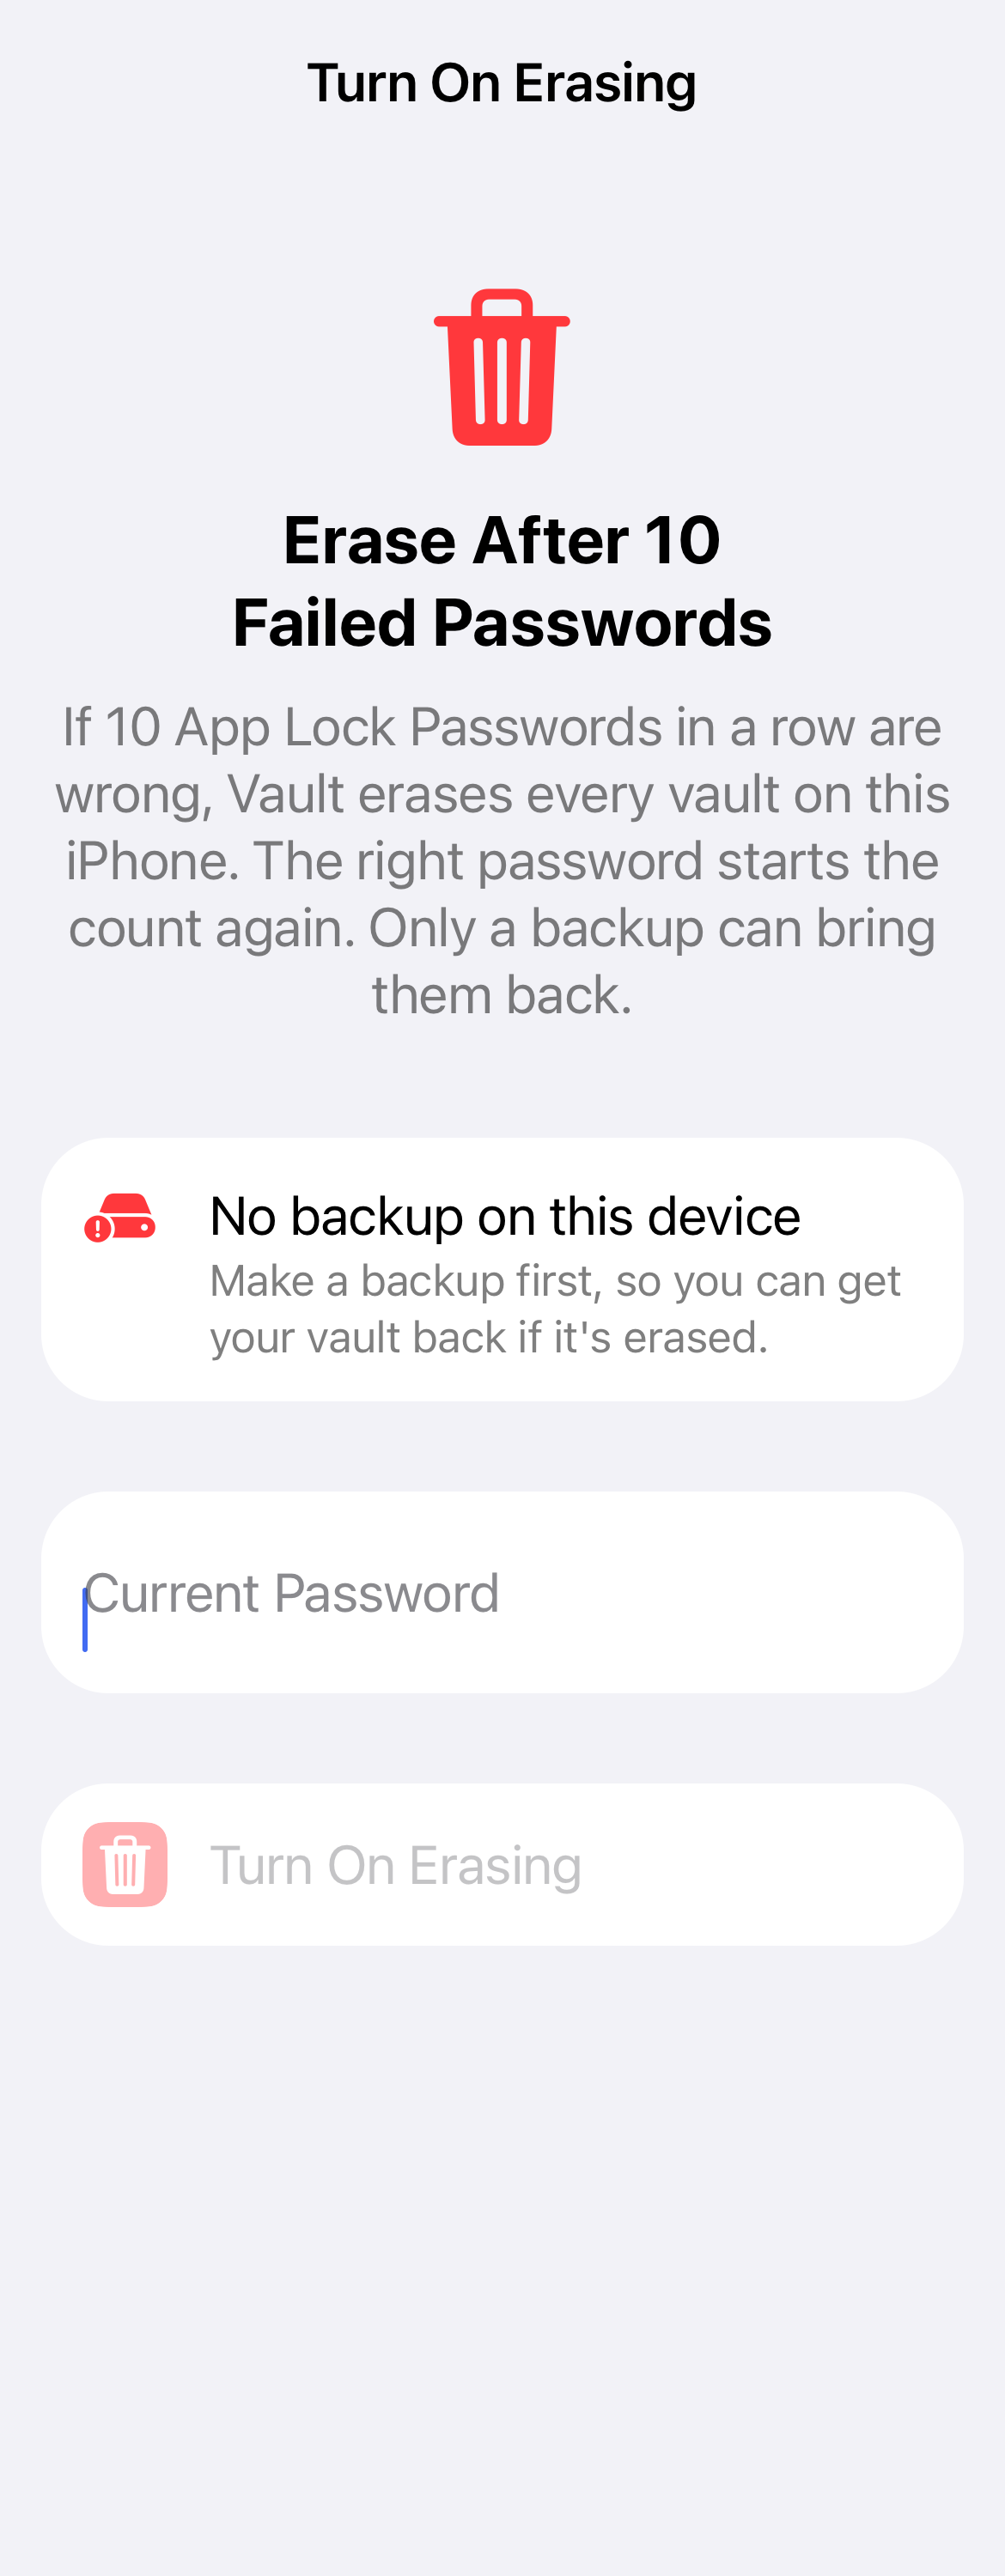 Turn On Erasing
Erase After 10
Failed Passwords
If 10 App Lock Passwords in a row are
wrong, Vault erases every vault on this
iPhone. The right password starts the
count again. Only a backup can bring
them back.
No backup on this device
Make a backup first, so you can get
your vault back if it's erased.
Current Password
Turn On Erasing